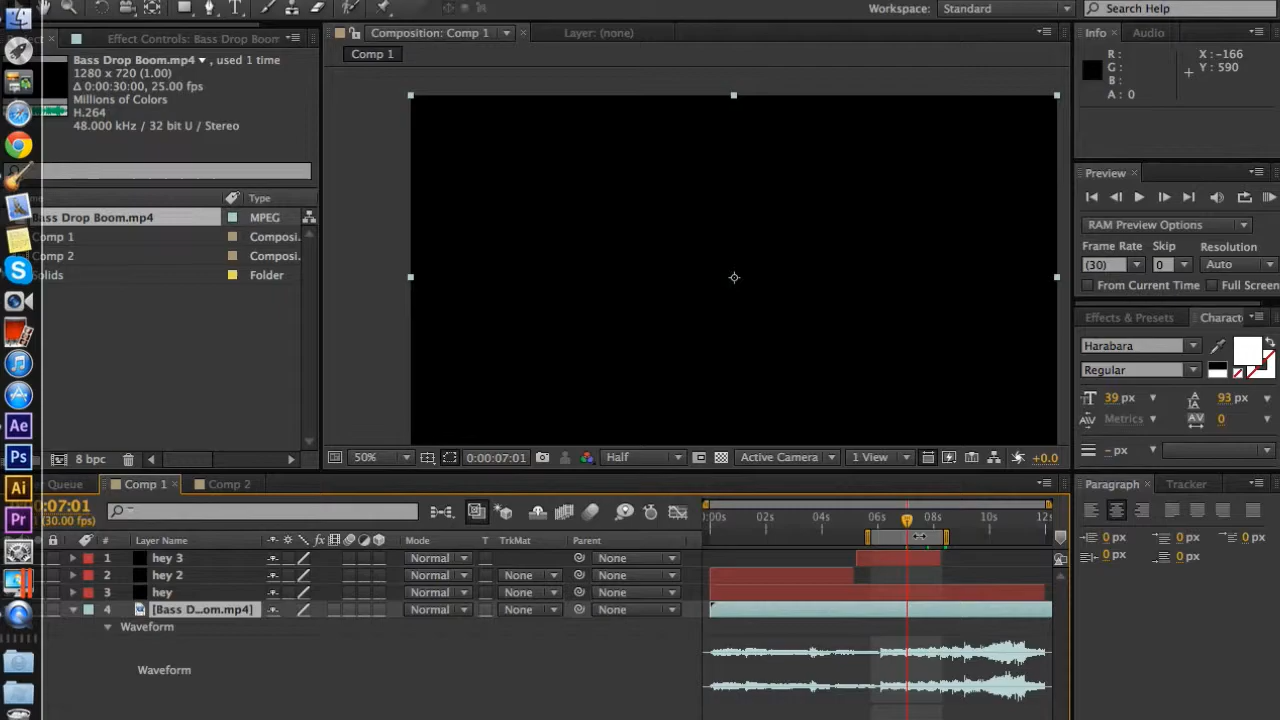 Workspace: Standard
Search Help
Effect Controls: Bass Drop Boom
Composition: Comp 1
Layer: (none)
Info Audio
Comp 1
Bass Drop Boom.mp4 , used 1 time
1280 x 720 (1.00)
Δ 0:00:30:00, 25.00 fps
Millions of Colors
H.264
48.000 kHz / 32 bit U / Stereo
R:
G:
B:
A: 0
X: -166
Y: 590
Type
Bass Drop Boom.mp4 MPEG
Comp 1 Composi.
Comp 2 Composi.
Solids Folder
Preview
RAM Preview Options
Frame Rate Skip Resolution
(30) 0 Auto
From Current Time Full Screen
Effects & Presets Charact
Harabara
Regular
39 px 93 px
Metrics 0
- px
8 bpc
50% 0:00:07:01 Half Active Camera 1 View +0.0
Queue Comp 1 Comp 2
Paragraph Tracker
0 px 0 px 0 px
0 px 0 px
:07:01
(30.00 fps)
:00s 02s 04s 06s 08s 10s 12s
# Layer Name Mode T TrkMat Parent
1 hey 3 Normal None
2 hey 2 Normal None None
3 hey Normal None None
4 [Bass D...om.mp4] Normal None None
Waveform
Waveform
Ae
Ps
Ai
Pr